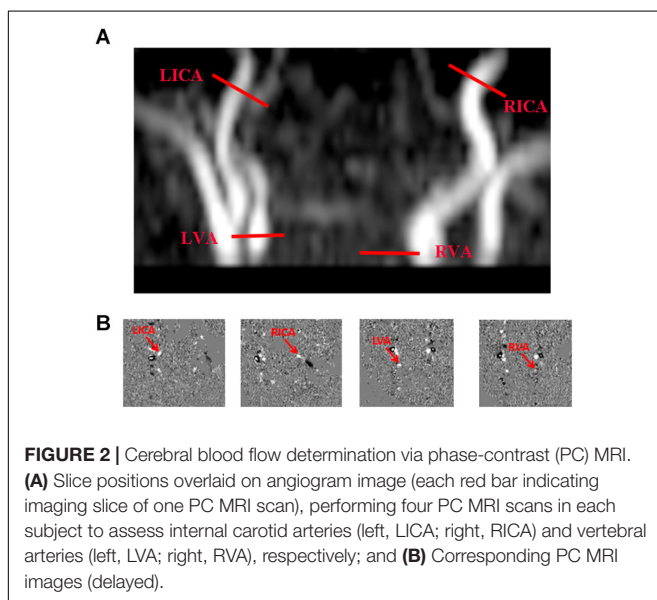 A
LICA
RICA
LVA
RVA
B
LICA
RICA
LVA
RVA
FIGURE 2 | Cerebral blood flow determination via phase-contrast (PC) MRI.
(A) Slice positions overlaid on angiogram image (each red bar indicating
imaging slice of one PC MRI scan), performing four PC MRI scans in each
subject to assess internal carotid arteries (left, LICA; right, RICA) and vertebral
arteries (left, LVA; right, RVA), respectively; and (B) Corresponding PC MRI
images (delayed).